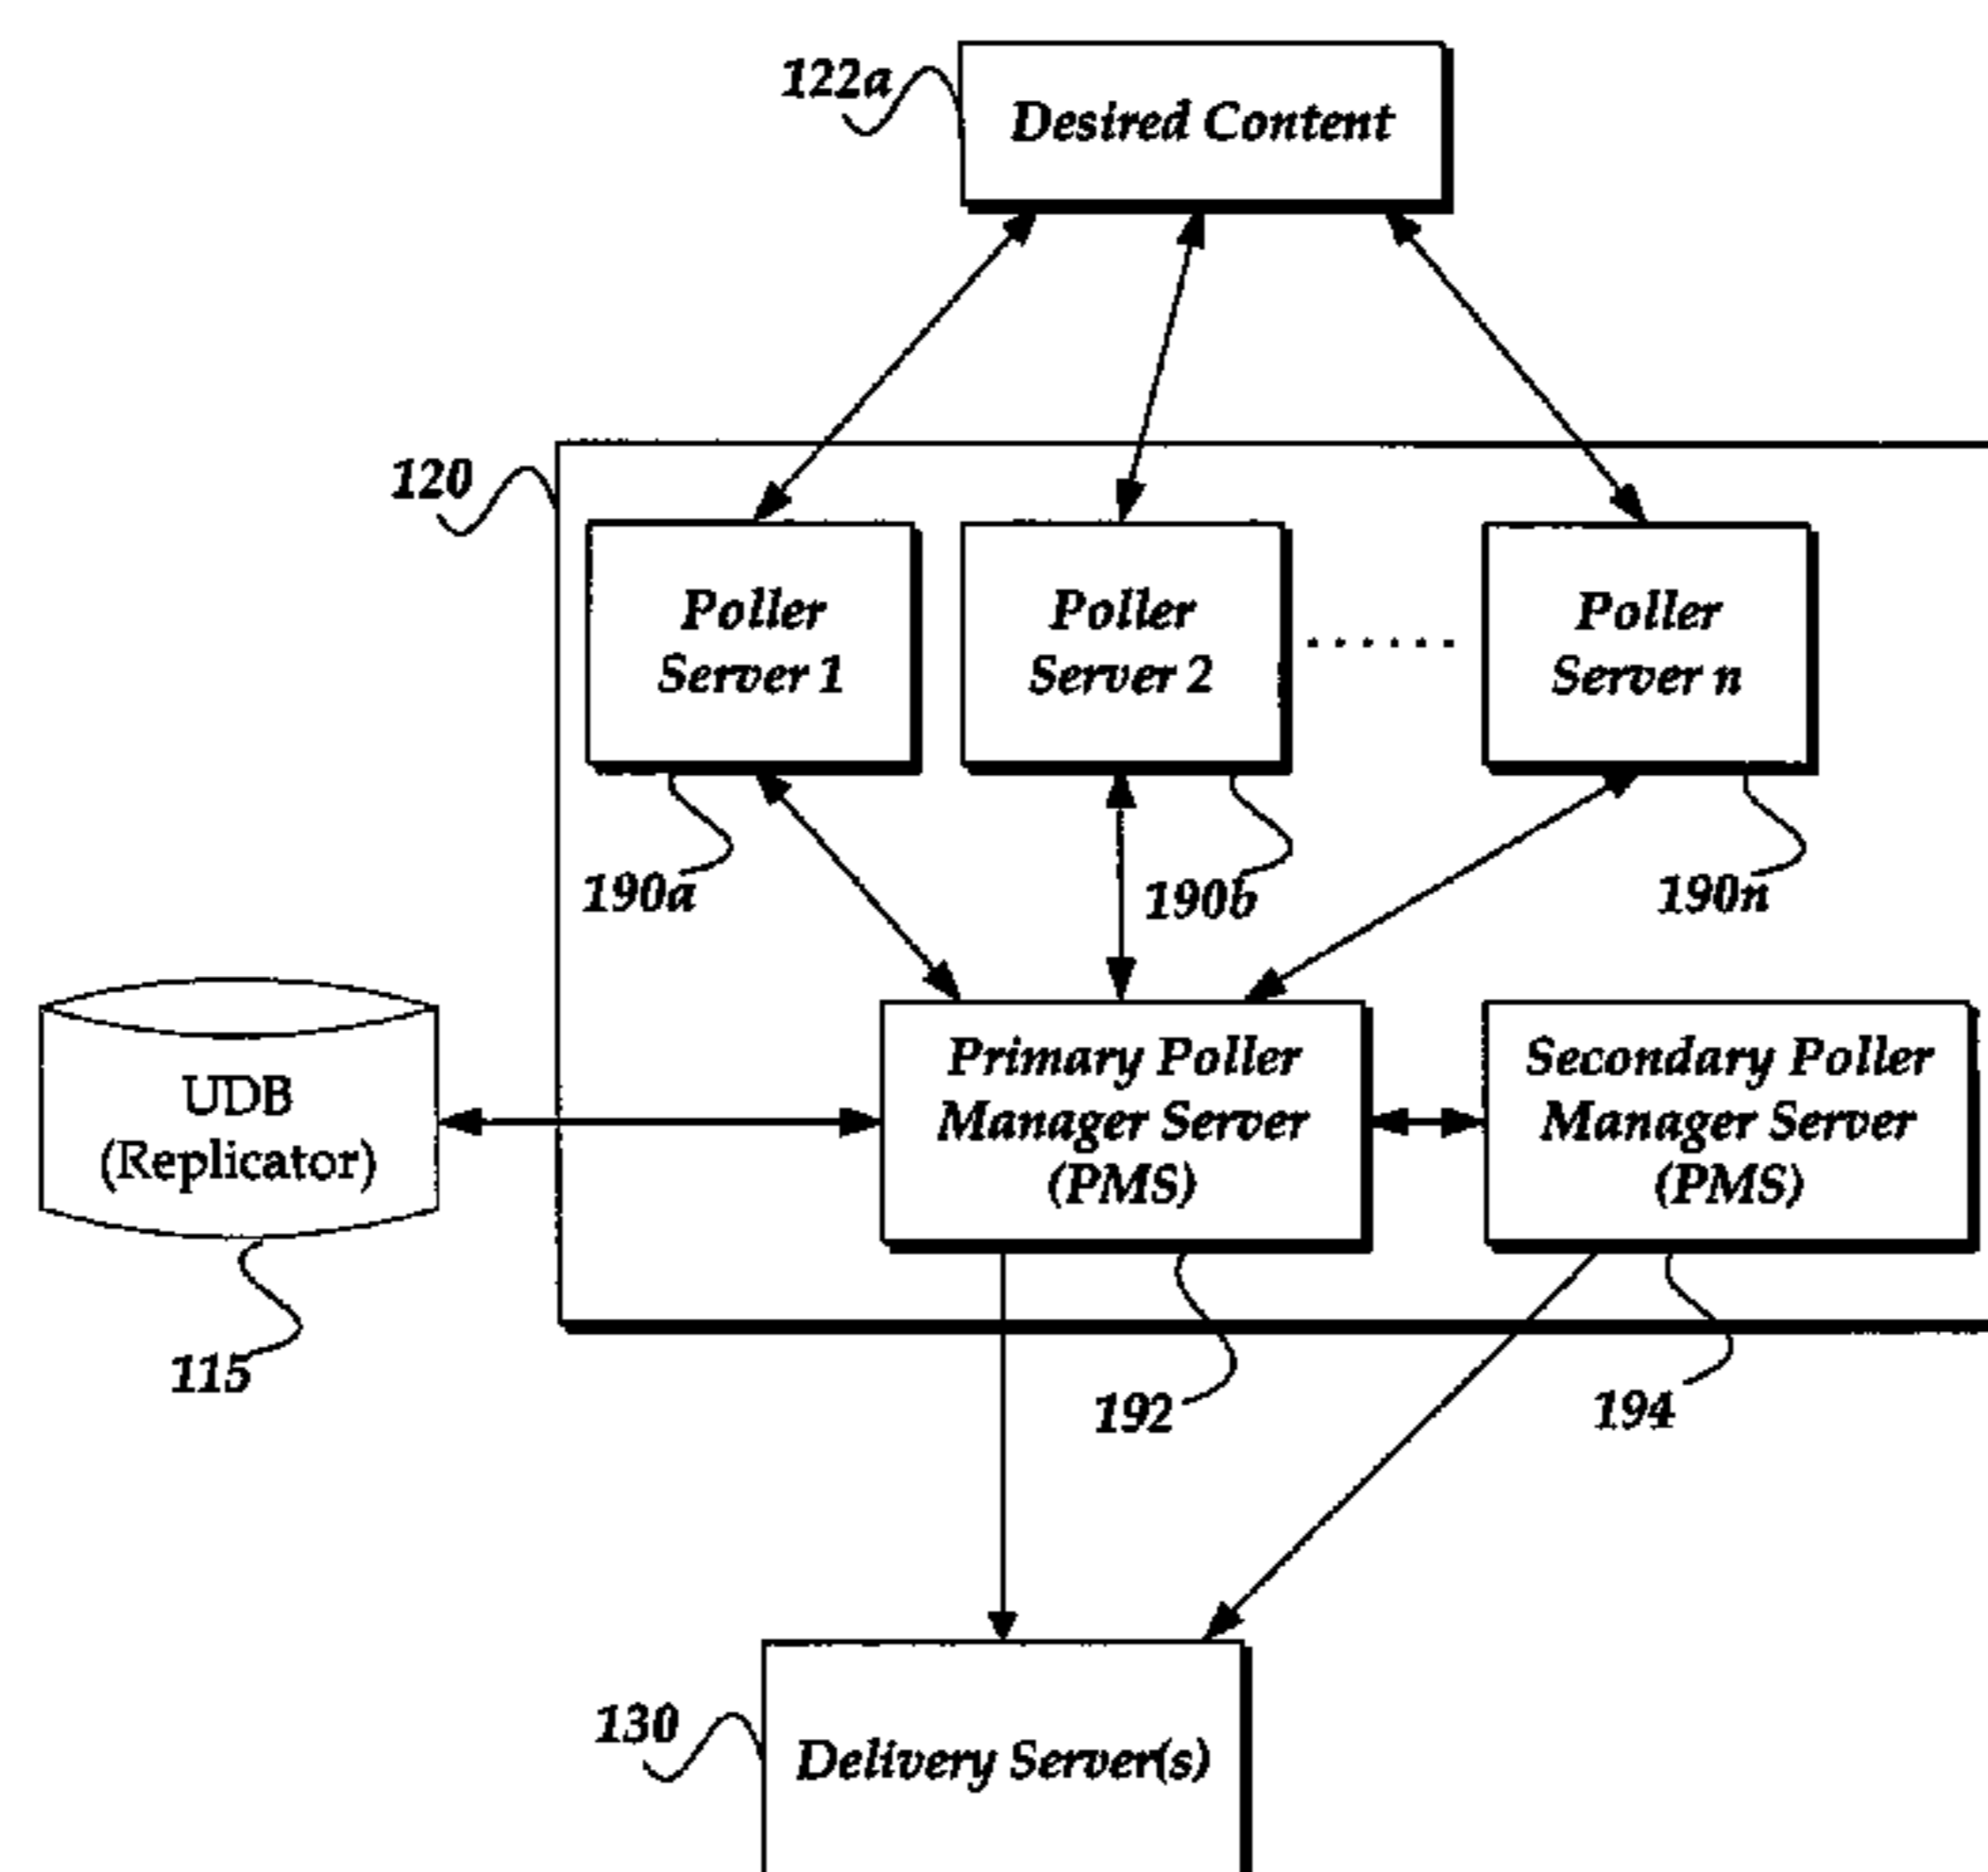 122a
Desired Content
120
Poller
Server 1
Poller
Server 2
......
Poller
Server n
190a
190b
190n
UDB
(Replicator)
Primary Poller
Manager Server
(PMS)
Secondary Poller
Manager Server
(PMS)
115
192
194
130
Delivery Server(s)